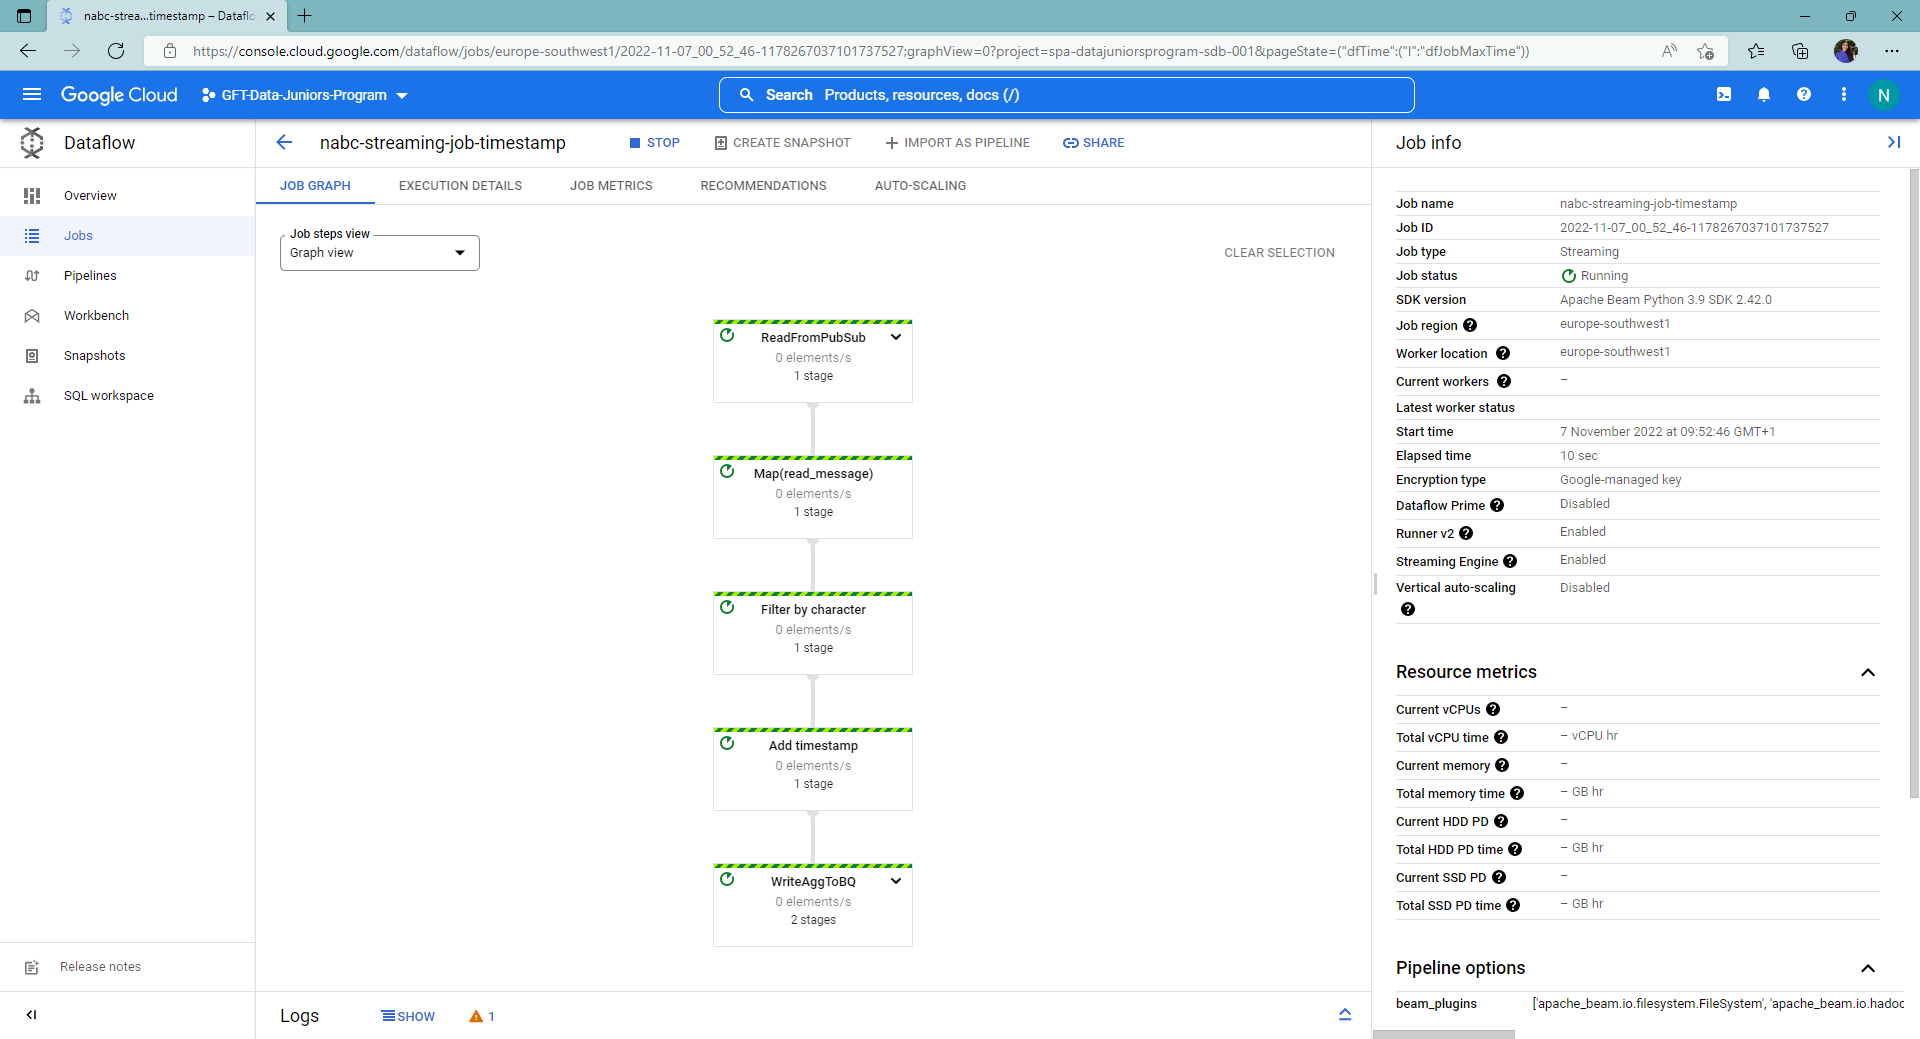 nabc-strea...timestamp – Dataflo
https://console.cloud.google.com/dataflow/jobs/europe-southwest1/2022-11-07_00_52_46-1178267037101737527;graphView=0?project=spa-datajuniorsprogram-sdb-001&pageState=("dfTime":("l":"dfJobMaxTime"))
Google Cloud
GFT-Data-Juniors-Program
Search Products, resources, docs (/)
N
Dataflow
Overview
Jobs
Pipelines
Workbench
Snapshots
SQL workspace
Release notes
nabc-streaming-job-timestamp
STOP
CREATE SNAPSHOT
IMPORT AS PIPELINE
SHARE
JOB GRAPH
EXECUTION DETAILS
JOB METRICS
RECOMMENDATIONS
AUTO-SCALING
Job steps view
Graph view
CLEAR SELECTION
ReadFromPubSub
0 elements/s
1 stage
Map(read_message)
0 elements/s
1 stage
Filter by character
0 elements/s
1 stage
Add timestamp
0 elements/s
1 stage
WriteAggToBQ
0 elements/s
2 stages
Logs
SHOW
1
Job info
Job name nabc-streaming-job-timestamp
Job ID 2022-11-07_00_52_46-1178267037101737527
Job type Streaming
Job status Running
SDK version Apache Beam Python 3.9 SDK 2.42.0
Job region europe-southwest1
Worker location europe-southwest1
Current workers –
Latest worker status
Start time 7 November 2022 at 09:52:46 GMT+1
Elapsed time 10 sec
Encryption type Google-managed key
Dataflow Prime Disabled
Runner v2 Enabled
Streaming Engine Enabled
Vertical auto-scaling Disabled
Resource metrics
Current vCPUs –
Total vCPU time – vCPU hr
Current memory –
Total memory time – GB hr
Current HDD PD –
Total HDD PD time – GB hr
Current SSD PD –
Total SSD PD time – GB hr
Pipeline options
beam_plugins ['apache_beam.io.filesystem.FileSystem', 'apache_beam.io.hadoo